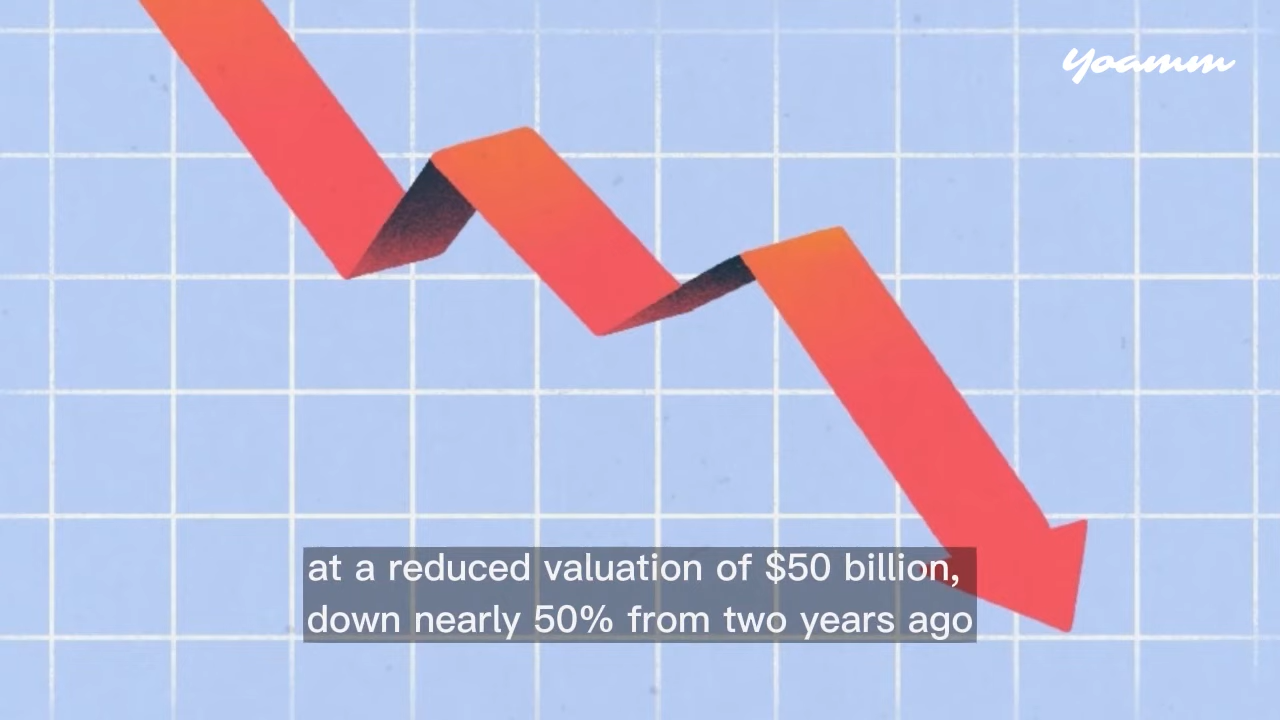 yoamm
at a reduced valuation of $50 billion,
down nearly 50% from two years ago